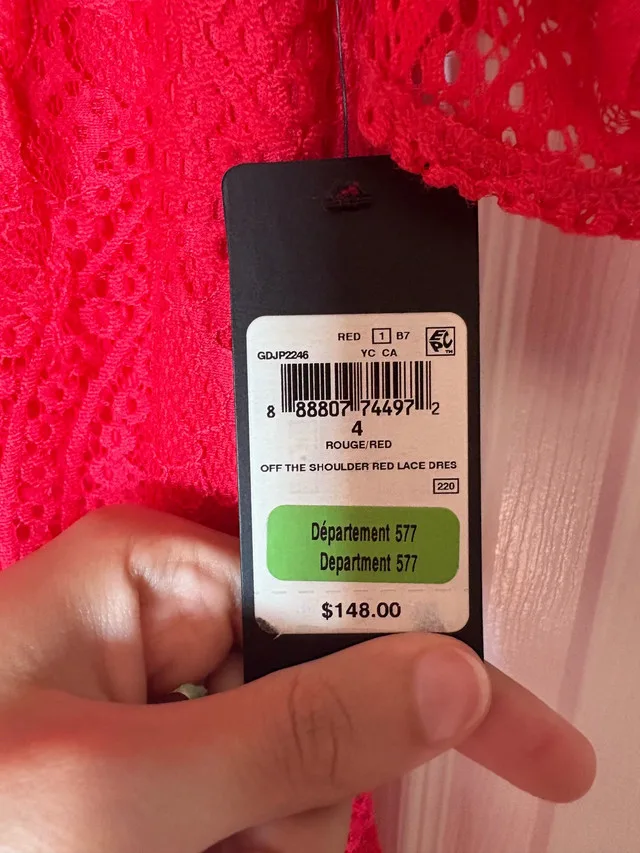 RED 1 B7
EPC™
GDJP2246
YC CA
8 88807 74497 2
4
ROUGE/RED
OFF THE SHOULDER RED LACE DRES
220
Département 577
Department 577
$148.00